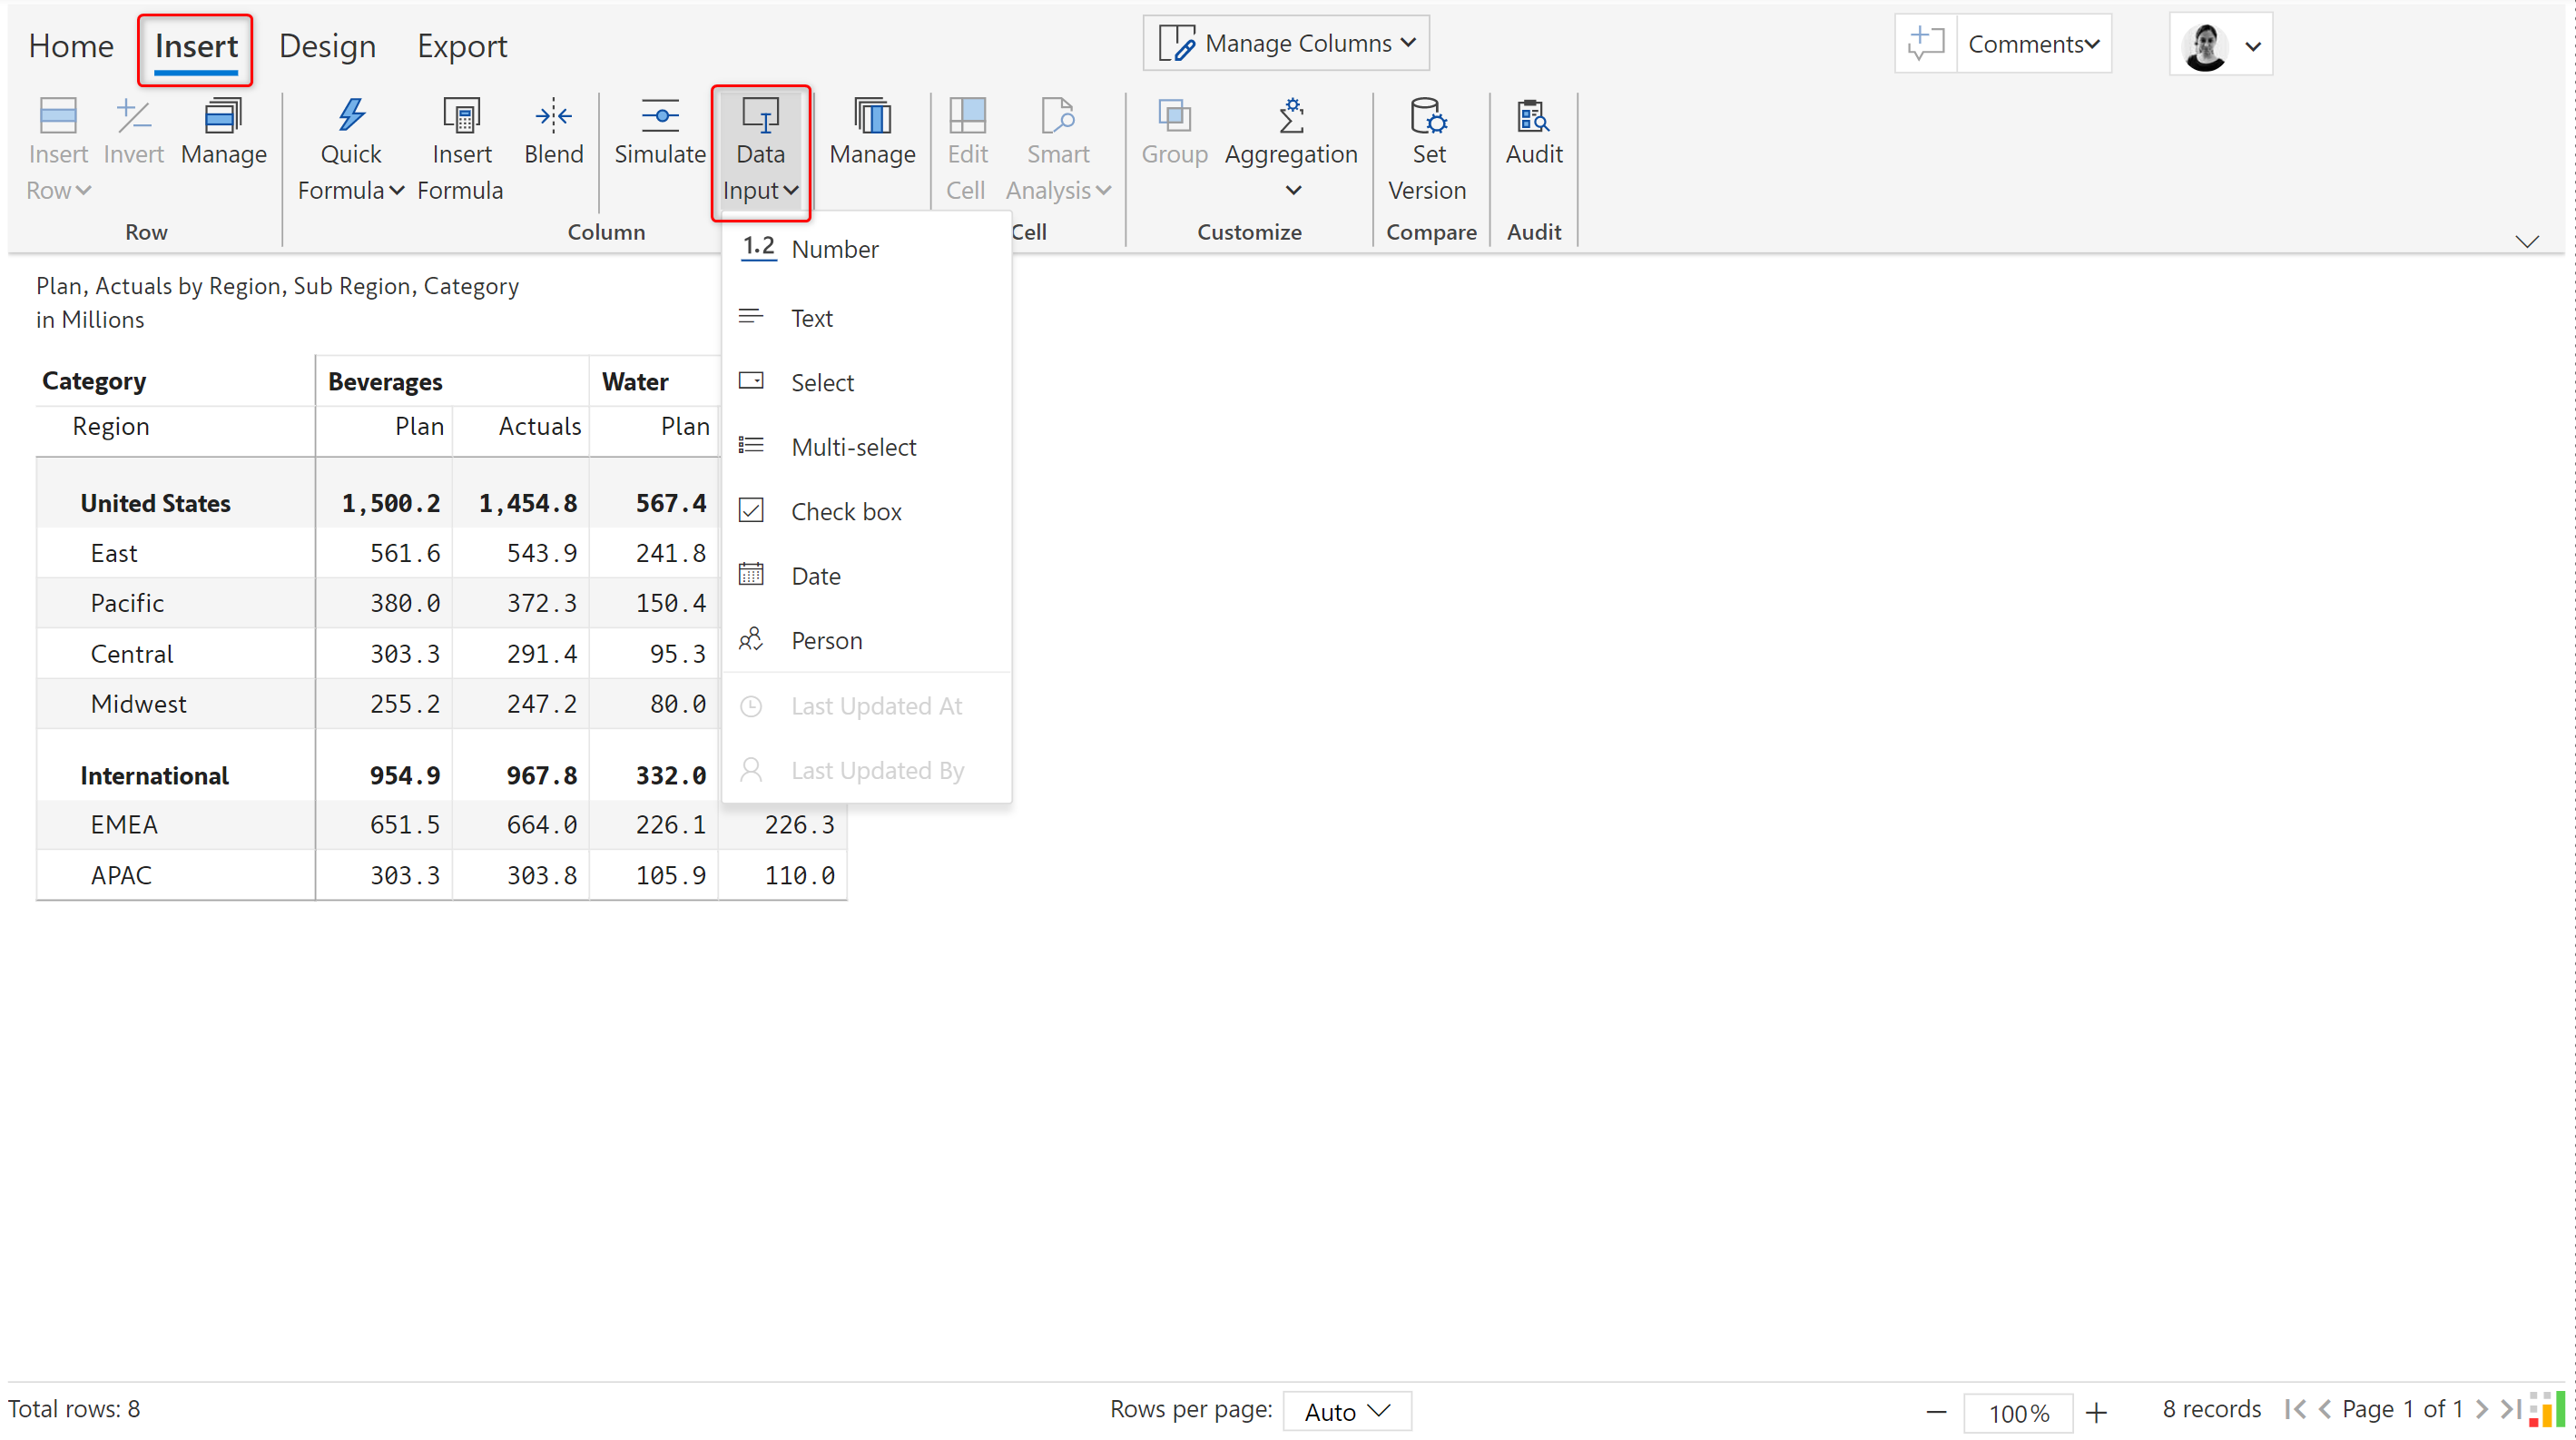 Home Insert Design Export Manage Columns Comments
Insert Row Invert Manage Quick Formula Insert Formula Blend Simulate Data Input Manage Edit Cell Smart Analysis Group Aggregation Set Version Audit
Row Column Cell Customize Compare Audit
1.2 Number
Text
Select
Multi-select
Check box
Date
Person
Last Updated At
Last Updated By
Plan, Actuals by Region, Sub Region, Category
in Millions
Category Beverages Water
Region Plan Actuals Plan
United States 1,500.2 1,454.8 567.4
East 561.6 543.9 241.8
Pacific 380.0 372.3 150.4
Central 303.3 291.4 95.3
Midwest 255.2 247.2 80.0
International 954.9 967.8 332.0
EMEA 651.5 664.0 226.1 226.3
APAC 303.3 303.8 105.9 110.0
Total rows: 8 Rows per page: Auto 100% 8 records Page 1 of 1